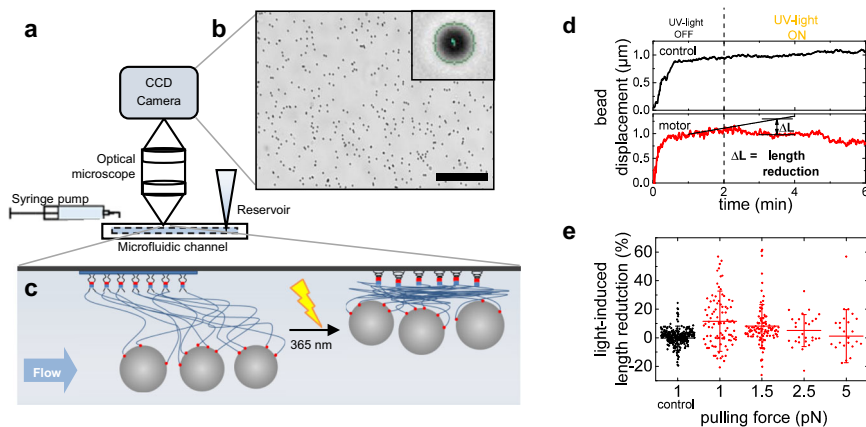 a
CCD
Camera
Optical
microscope
Syringe pump
Reservoir
Microfluidic channel
b
c
365 nm
Flow
d
UV-light
OFF
UV-light
ON
control
1.0
0.5
0.0
motor
ΔL
ΔL = length
reduction
1.0
0.5
0.0
0
2
4
6
bead
displacement (µm)
time (min)
e
60
40
20
0
-20
light-induced
length redutction (%)
1
1
1.5
2.5
5
control
pulling force (pN)